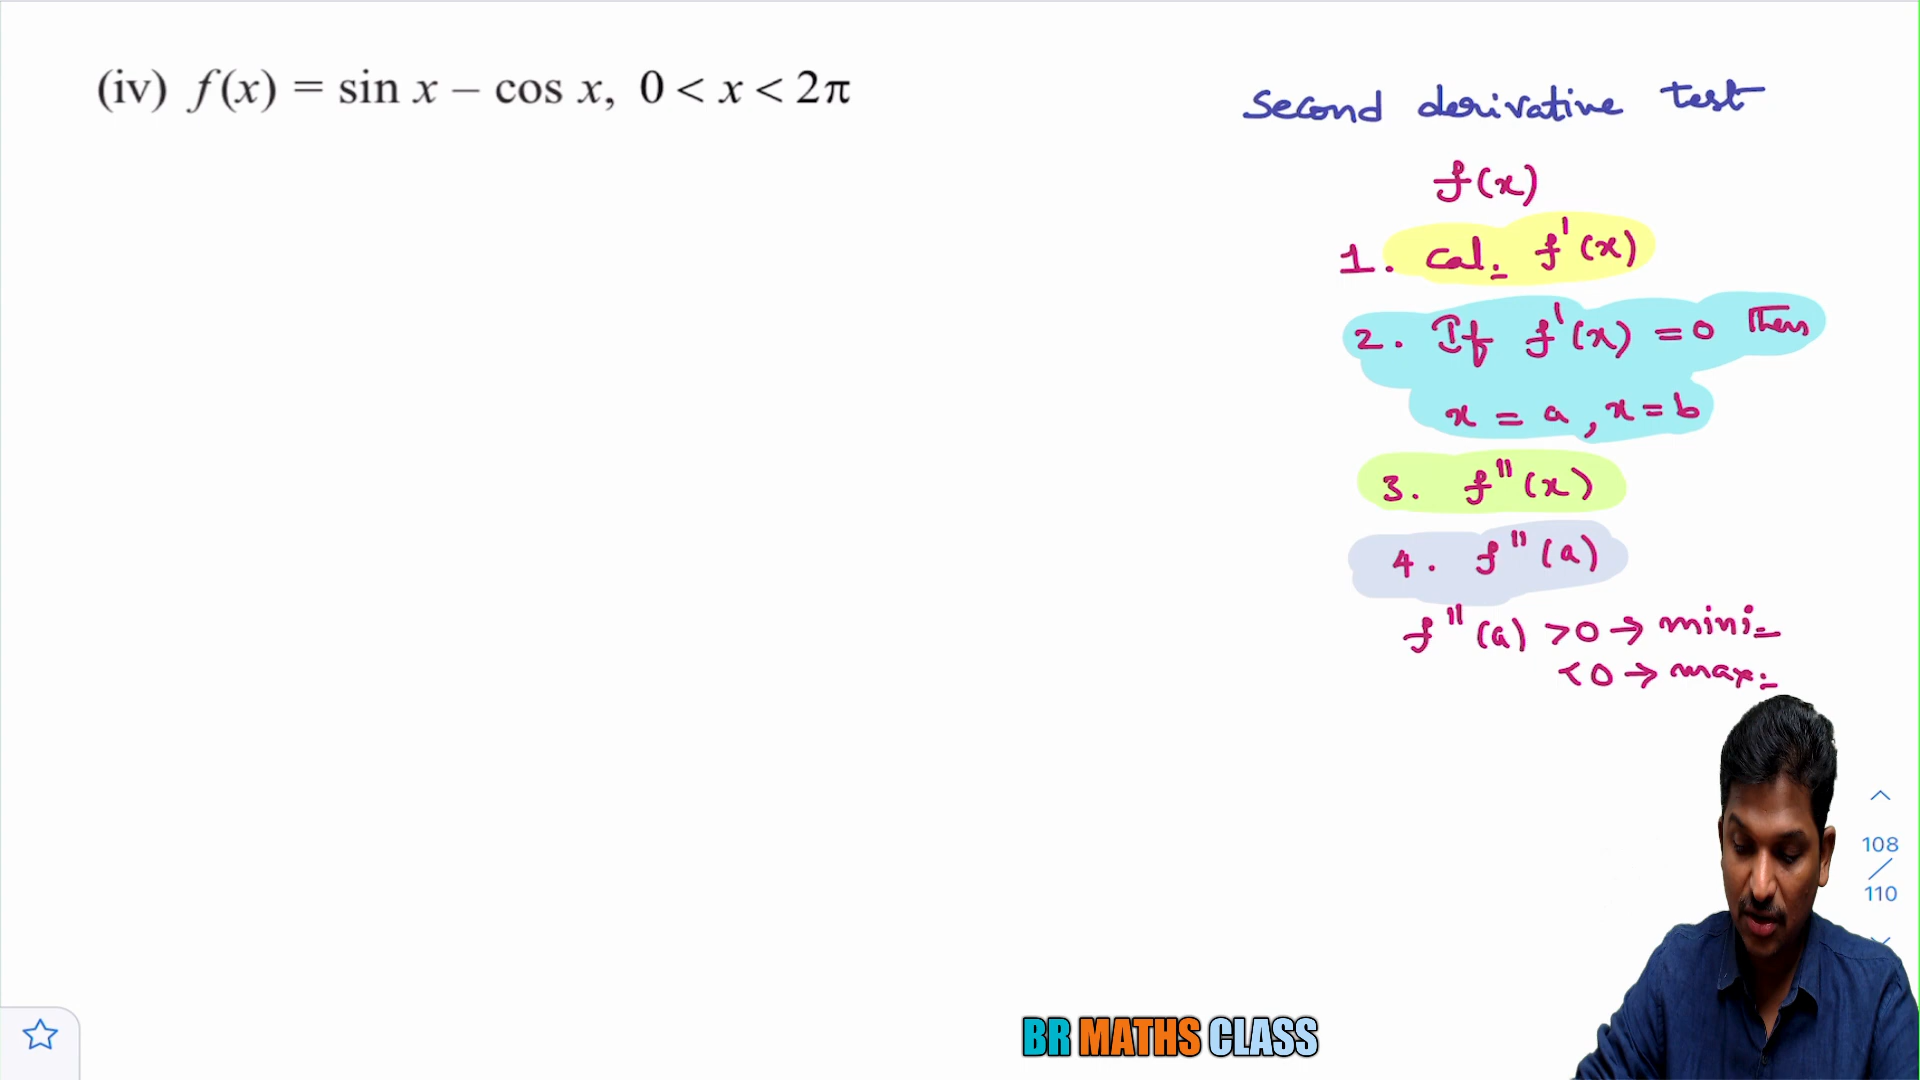 (iv) f(x) = sin x – cos x, 0 < x < 2π
Second derivative test
f(x)
1. Cal. f'(x)
2. If f'(x) = 0 Then
x = a, x = b
3. f''(x)
4. f''(a)
f''(a) >0 → mini
<0 → max.
108
/
110
BR MATHS CLASS